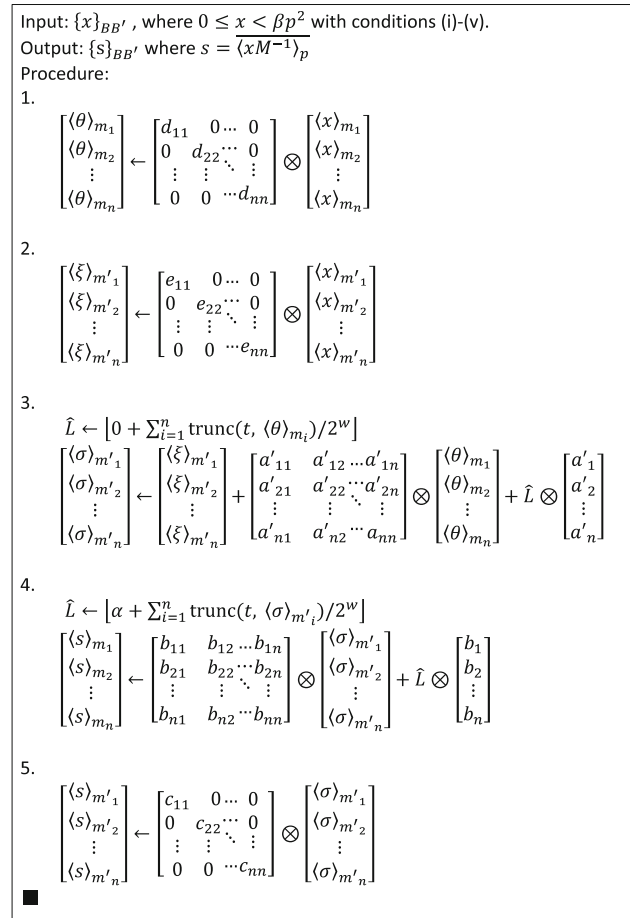 Input: {x}_{BB′} , where 0 ≤ x < βp² with conditions (i)-(v).
Output: {s}_{BB′} where s = \overline{⟨xM⁻¹⟩_p}
Procedure:
1.
[⟨θ⟩_{m_1} ⟨θ⟩_{m_2} ⋮ ⟨θ⟩_{m_n}] ← [d_{11} 0 ⋯ 0; 0 d_{22} ⋯ 0; ⋮ ⋮ ⋱ ⋮; 0 0 ⋯ d_{nn}] ⊗ [⟨x⟩_{m_1} ⟨x⟩_{m_2} ⋮ ⟨x⟩_{m_n}]
2.
[⟨ξ⟩_{m′_1} ⟨ξ⟩_{m′_2} ⋮ ⟨ξ⟩_{m′_n}] ← [e_{11} 0 ⋯ 0; 0 e_{22} ⋯ 0; ⋮ ⋮ ⋱ ⋮; 0 0 ⋯ e_{nn}] ⊗ [⟨x⟩_{m′_1} ⟨x⟩_{m′_2} ⋮ ⟨x⟩_{m′_n}]
3.
L̂ ← ⌊0 + ∑_{i=1}^{n} trunc(t, ⟨θ⟩_{m_i})/2^w⌋
[⟨σ⟩_{m′_1} ⟨σ⟩_{m′_2} ⋮ ⟨σ⟩_{m′_n}] ← [⟨ξ⟩_{m′_1} ⟨ξ⟩_{m′_2} ⋮ ⟨ξ⟩_{m′_n}] + [a′_{11} a′_{12} … a′_{1n}; a′_{21} a′_{22} ⋯ a′_{2n}; ⋮ ⋮ ⋱ ⋮; a′_{n1} a′_{n2} ⋯ a_{nn}] ⊗ [⟨θ⟩_{m_1} ⟨θ⟩_{m_2} ⋮ ⟨θ⟩_{m_n}] + L̂ ⊗ [a′_1 a′_2 ⋮ a′_n]
4.
L̂ ← ⌊α + ∑_{i=1}^{n} trunc(t, ⟨σ⟩_{m′_i})/2^w⌋
[⟨s⟩_{m_1} ⟨s⟩_{m_2} ⋮ ⟨s⟩_{m_n}] ← [b_{11} b_{12} … b_{1n}; b_{21} b_{22} ⋯ b_{2n}; ⋮ ⋮ ⋱ ⋮; b_{n1} b_{n2} ⋯ b_{nn}] ⊗ [⟨σ⟩_{m′_1} ⟨σ⟩_{m′_2} ⋮ ⟨σ⟩_{m′_n}] + L̂ ⊗ [b_1 b_2 ⋮ b_n]
5.
[⟨s⟩_{m′_1} ⟨s⟩_{m′_2} ⋮ ⟨s⟩_{m′_n}] ← [c_{11} 0 ⋯ 0; 0 c_{22} ⋯ 0; ⋮ ⋮ ⋱ ⋮; 0 0 ⋯ c_{nn}] ⊗ [⟨σ⟩_{m′_1} ⟨σ⟩_{m′_2} ⋮ ⟨σ⟩_{m′_n}]
■